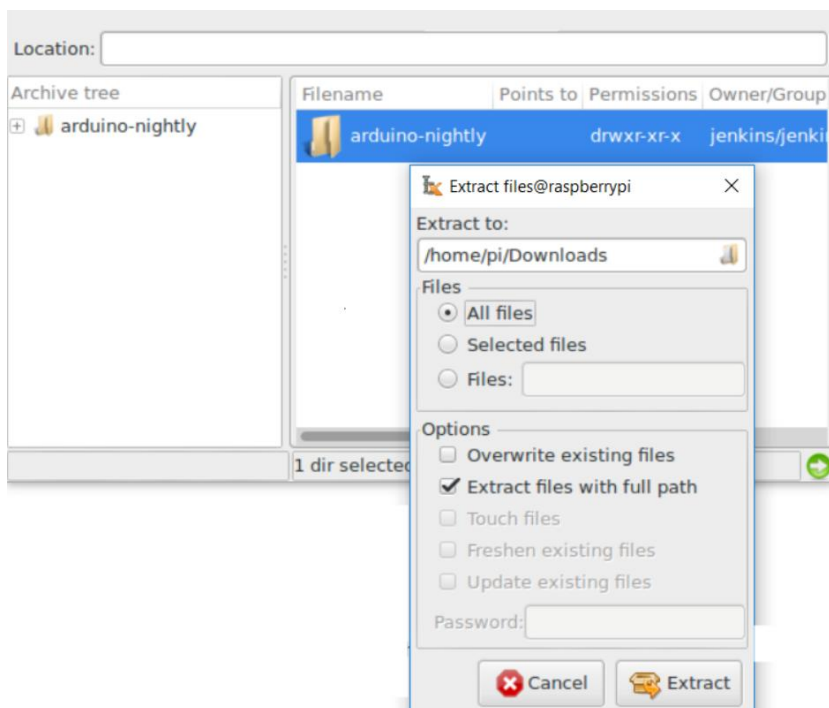 Location:
Archive tree
Filename Points to Permissions Owner/Group
arduino-nightly
arduino-nightly drwxr-xr-x jenkins/jenki
Extract files@raspberrypi
Extract to:
/home/pi/Downloads
Files
All files
Selected files
Files:
Options
1 dir selected
Overwrite existing files
Extract files with full path
Touch files
Freshen existing files
Update existing files
Password:
Cancel Extract